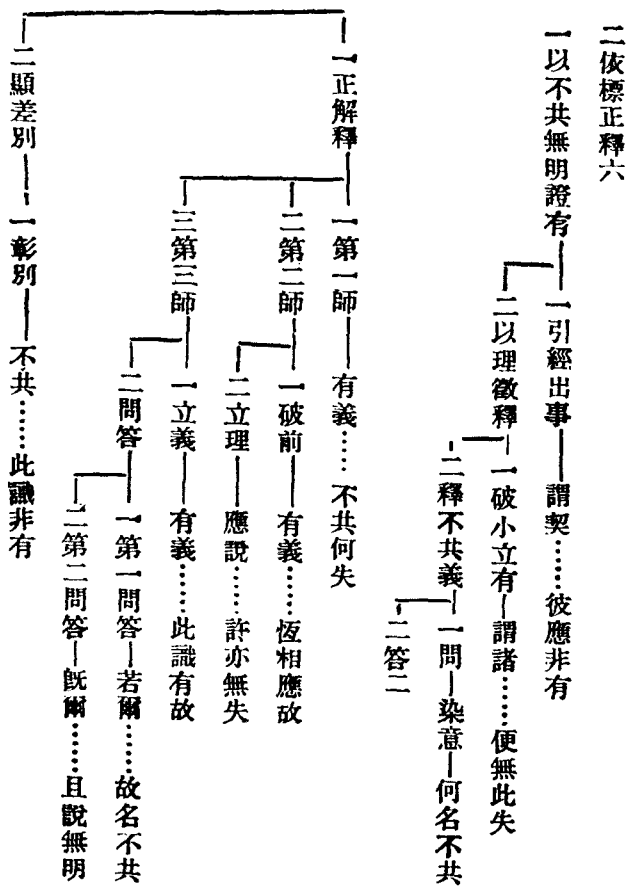 二依標正釋六
一以不共無明證有
一引經出事
謂契……彼應非有
二以理徵釋
一破小立有
謂諸……便無此失
二釋不共義
一問
染意
何名不共
二答二
一正解釋
一第一師
有義……不共何失
二第二師
一破前
有義……恆相應故
二立理
應說……許亦無失
三第三師
一立義
有義……此識有故
二問答
一第一問答
若爾……故名不共
二第二問答
既爾……且說無明
二顯差別
一彰別
不共……此識非有